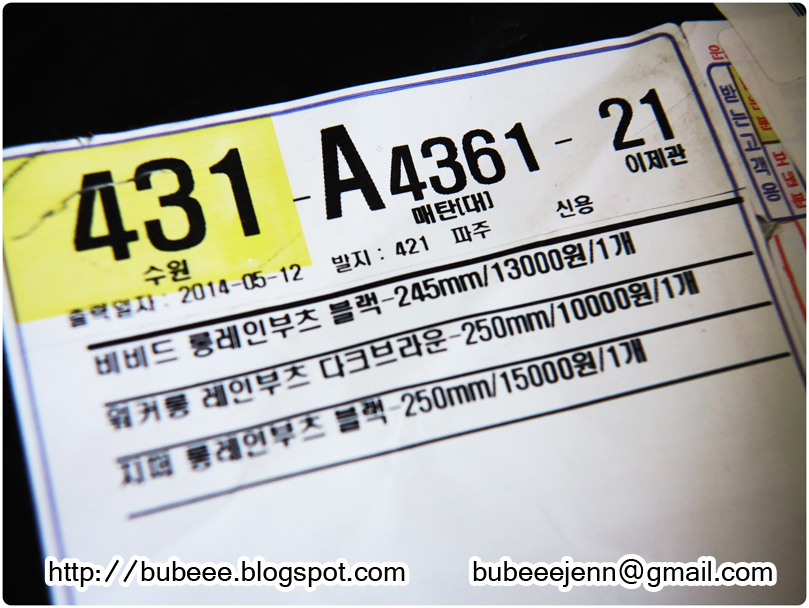 431 - A 4361 - 21
수원 매탄(대) 이제관
출력일자 : 2014-05-12 발지 : 421 파주 신용
비비드 롱레인부츠 블랙-245mm/13000원/1개
워커롱 레인부츠 다크브라운-250mm/10000원/1개
지퍼 롱레인부츠 블랙-250mm/15000원/1개
http://bubeee.blogspot.com
bubeeejenn@gmail.com